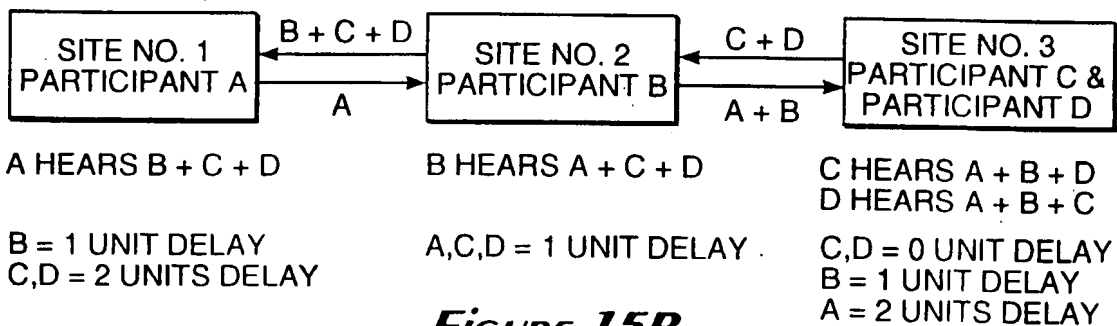 SITE NO. 1
PARTICIPANT A
B + C + D
A
SITE NO. 2
PARTICIPANT B
C + D
A + B
SITE NO. 3
PARTICIPANT C &
PARTICIPANT D
A HEARS B + C + D
B = 1 UNIT DELAY
C,D = 2 UNITS DELAY
B HEARS A + C + D
A,C,D = 1 UNIT DELAY
C HEARS A + B + D
D HEARS A + B + C
C,D = 0 UNIT DELAY
B = 1 UNIT DELAY
A = 2 UNITS DELAY